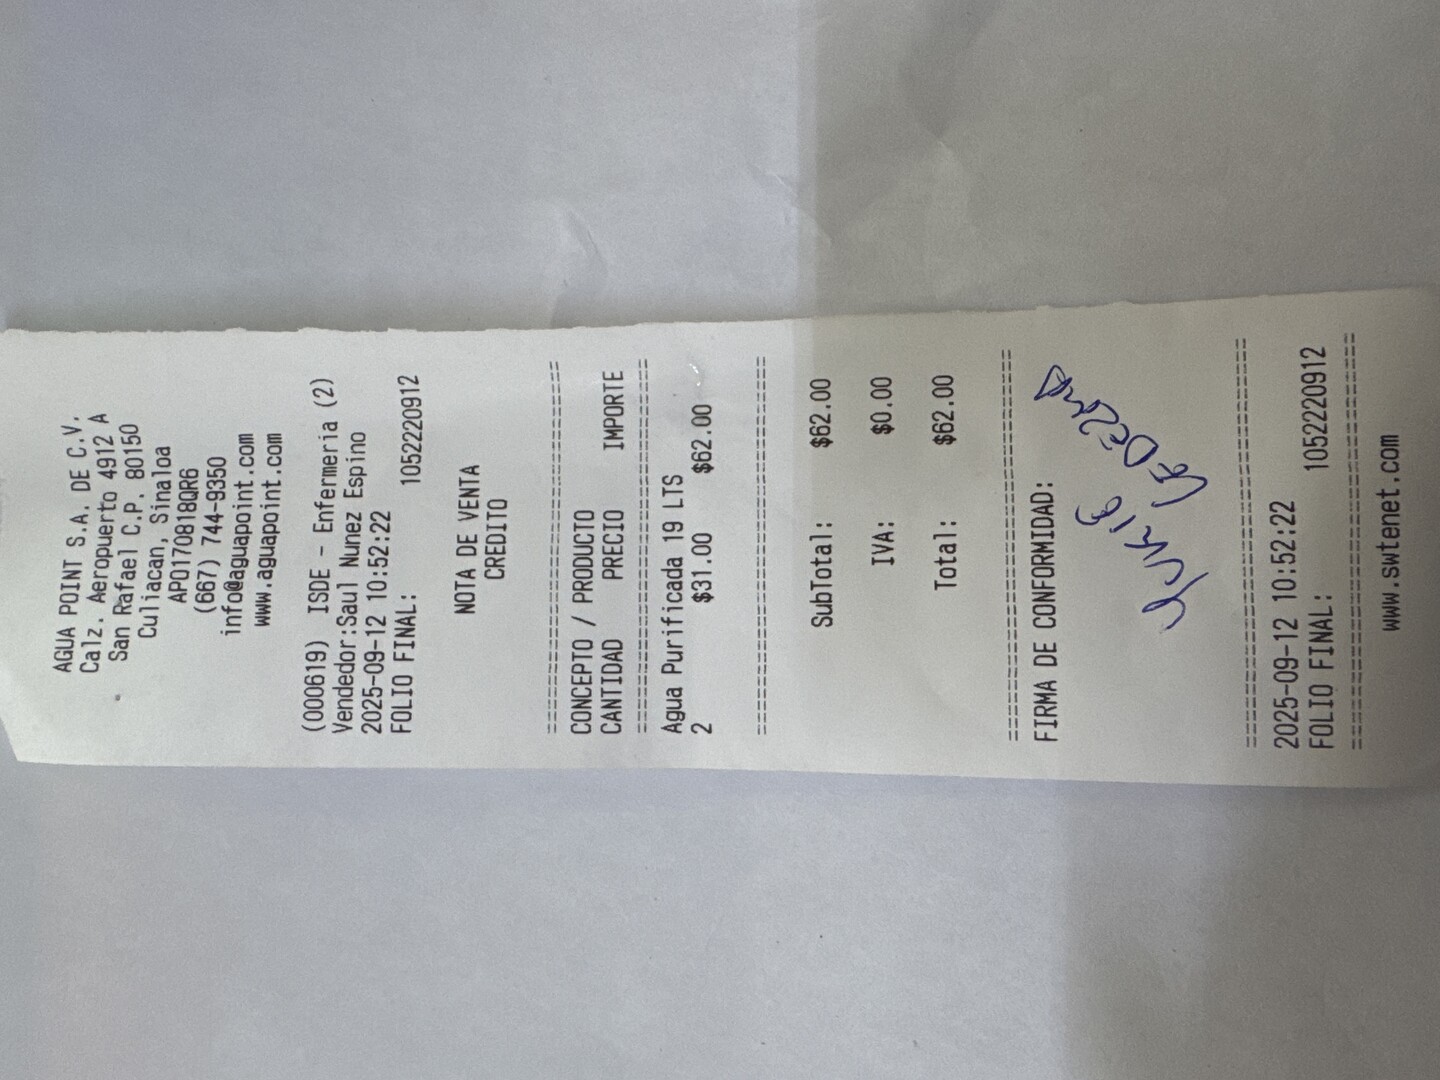 AGUA POINT S.A. DE C.V.
Calz. Aeropuerto 4912 A
San Rafael C.P. 80150
Culiacan, Sinaloa
APO170818QR6
(667) 744-9350
info@aguapoint.com
www.aguapoint.com
(000619) ISDE - Enfermeria (2)
Vendedor:Saul Nunez Espino
2025-09-12 10:52:22
FOLIO FINAL: 1052220912
NOTA DE VENTA
CREDITO
CONCEPTO / PRODUCTO
CANTIDAD PRECIO IMPORTE
Agua Purificada 19 LTS
2 $31.00 $62.00
SubTotal: $62.00
IVA: $0.00
Total: $62.00
FIRMA DE CONFORMIDAD:
2025-09-12 10:52:22
FOLIO FINAL: 1052220912
www.swtenet.com